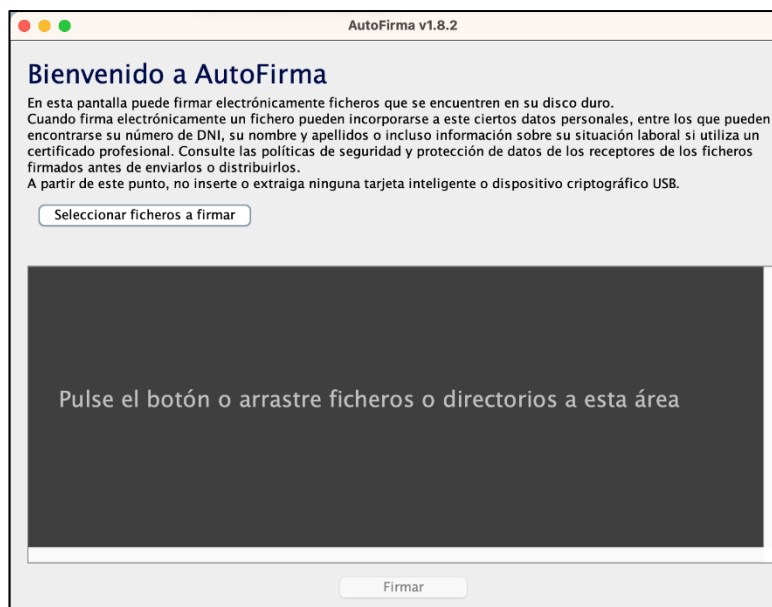 AutoFirma v1.8.2
Bienvenido a AutoFirma
En esta pantalla puede firmar electrónicamente ficheros que se encuentren en su disco duro.
Cuando firma electrónicamente un fichero pueden incorporarse a este ciertos datos personales, entre los que pueden
encontrarse su número de DNI, su nombre y apellidos o incluso información sobre su situación laboral si utiliza un
certificado profesional. Consulte las políticas de seguridad y protección de datos de los receptores de los ficheros
firmados antes de enviarlos o distribuirlos.
A partir de este punto, no inserte o extraiga ninguna tarjeta inteligente o dispositivo criptográfico USB.
Seleccionar ficheros a firmar
Pulse el botón o arrastre ficheros o directorios a esta área
Firmar